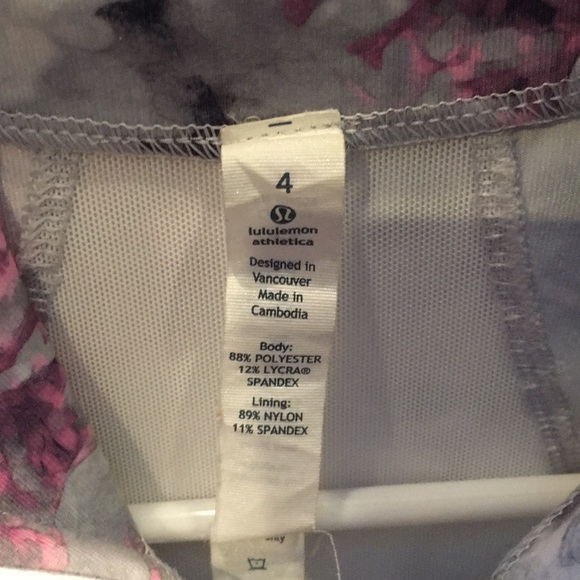 4
lululemon
athletica
Designed in
Vancouver
Made in
Cambodia
Body:
88% POLYESTER
12% LYCRA®
SPANDEX
Lining:
89% NYLON
11% SPANDEX